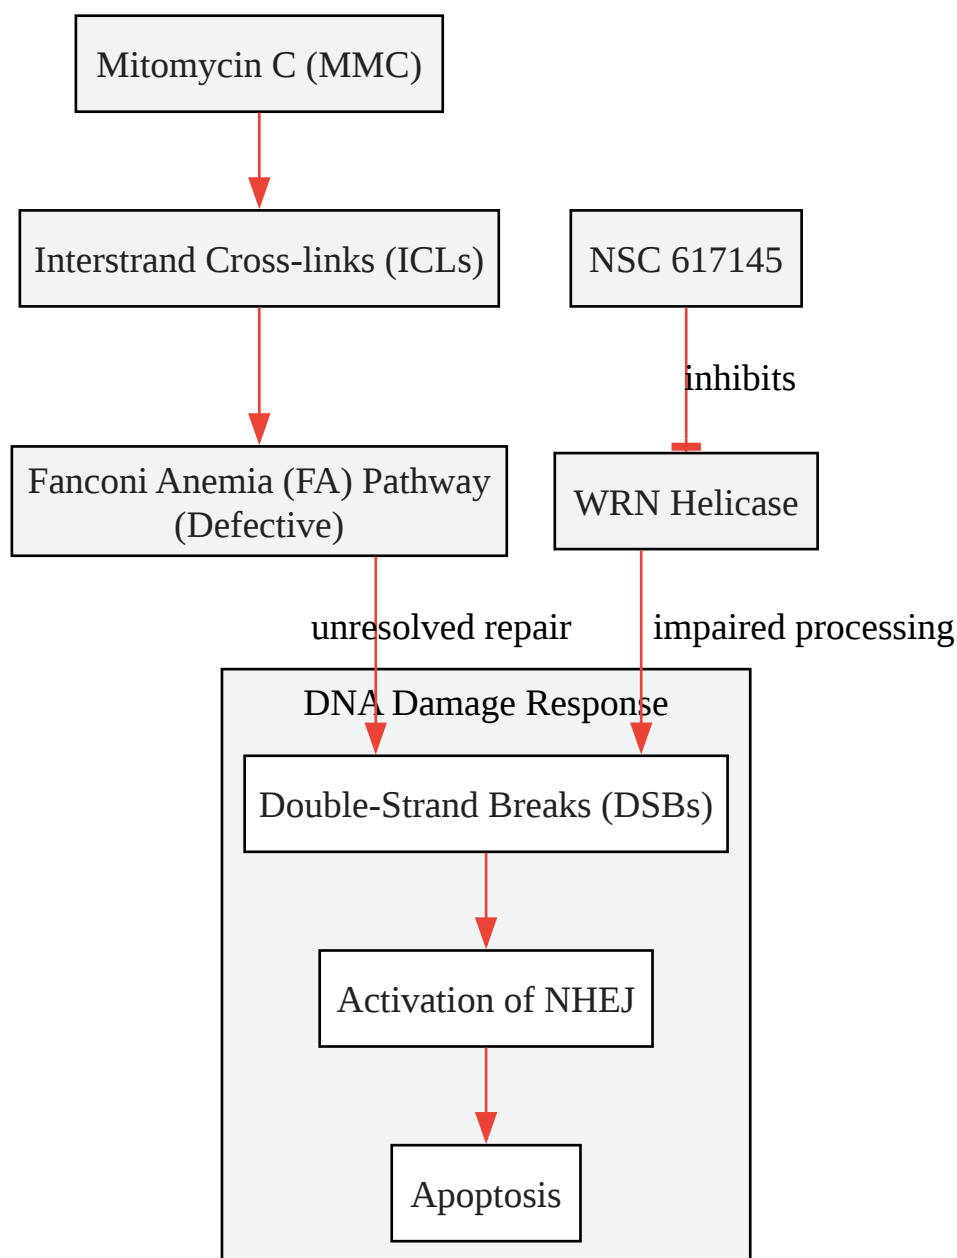 Mitomycin C (MMC)
Interstrand Cross-links (ICLs)
NSC 617145
inhibits
Fanconi Anemia (FA) Pathway
(Defective)
WRN Helicase
unresolved repair
impaired processing
DNA Damage Response
Double-Strand Breaks (DSBs)
Activation of NHEJ
Apoptosis